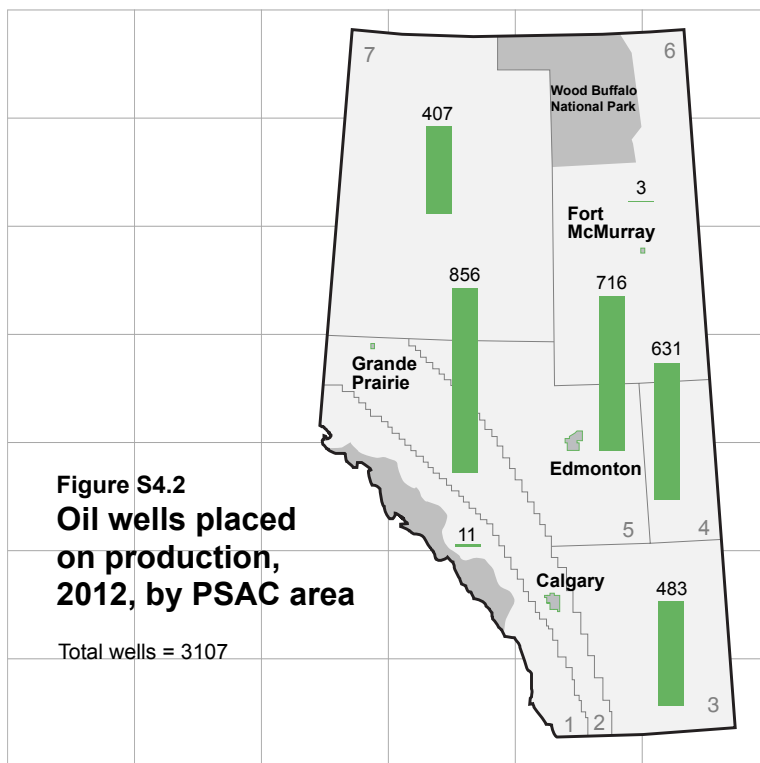 7
6
Wood Buffalo
National Park
407
3
Fort
McMurray
856
716
631
Grande
Prairie
Edmonton
Figure S4.2
Oil wells placed
on production,
2012, by PSAC area
Total wells = 3107
11
5
4
Calgary
483
1
2
3